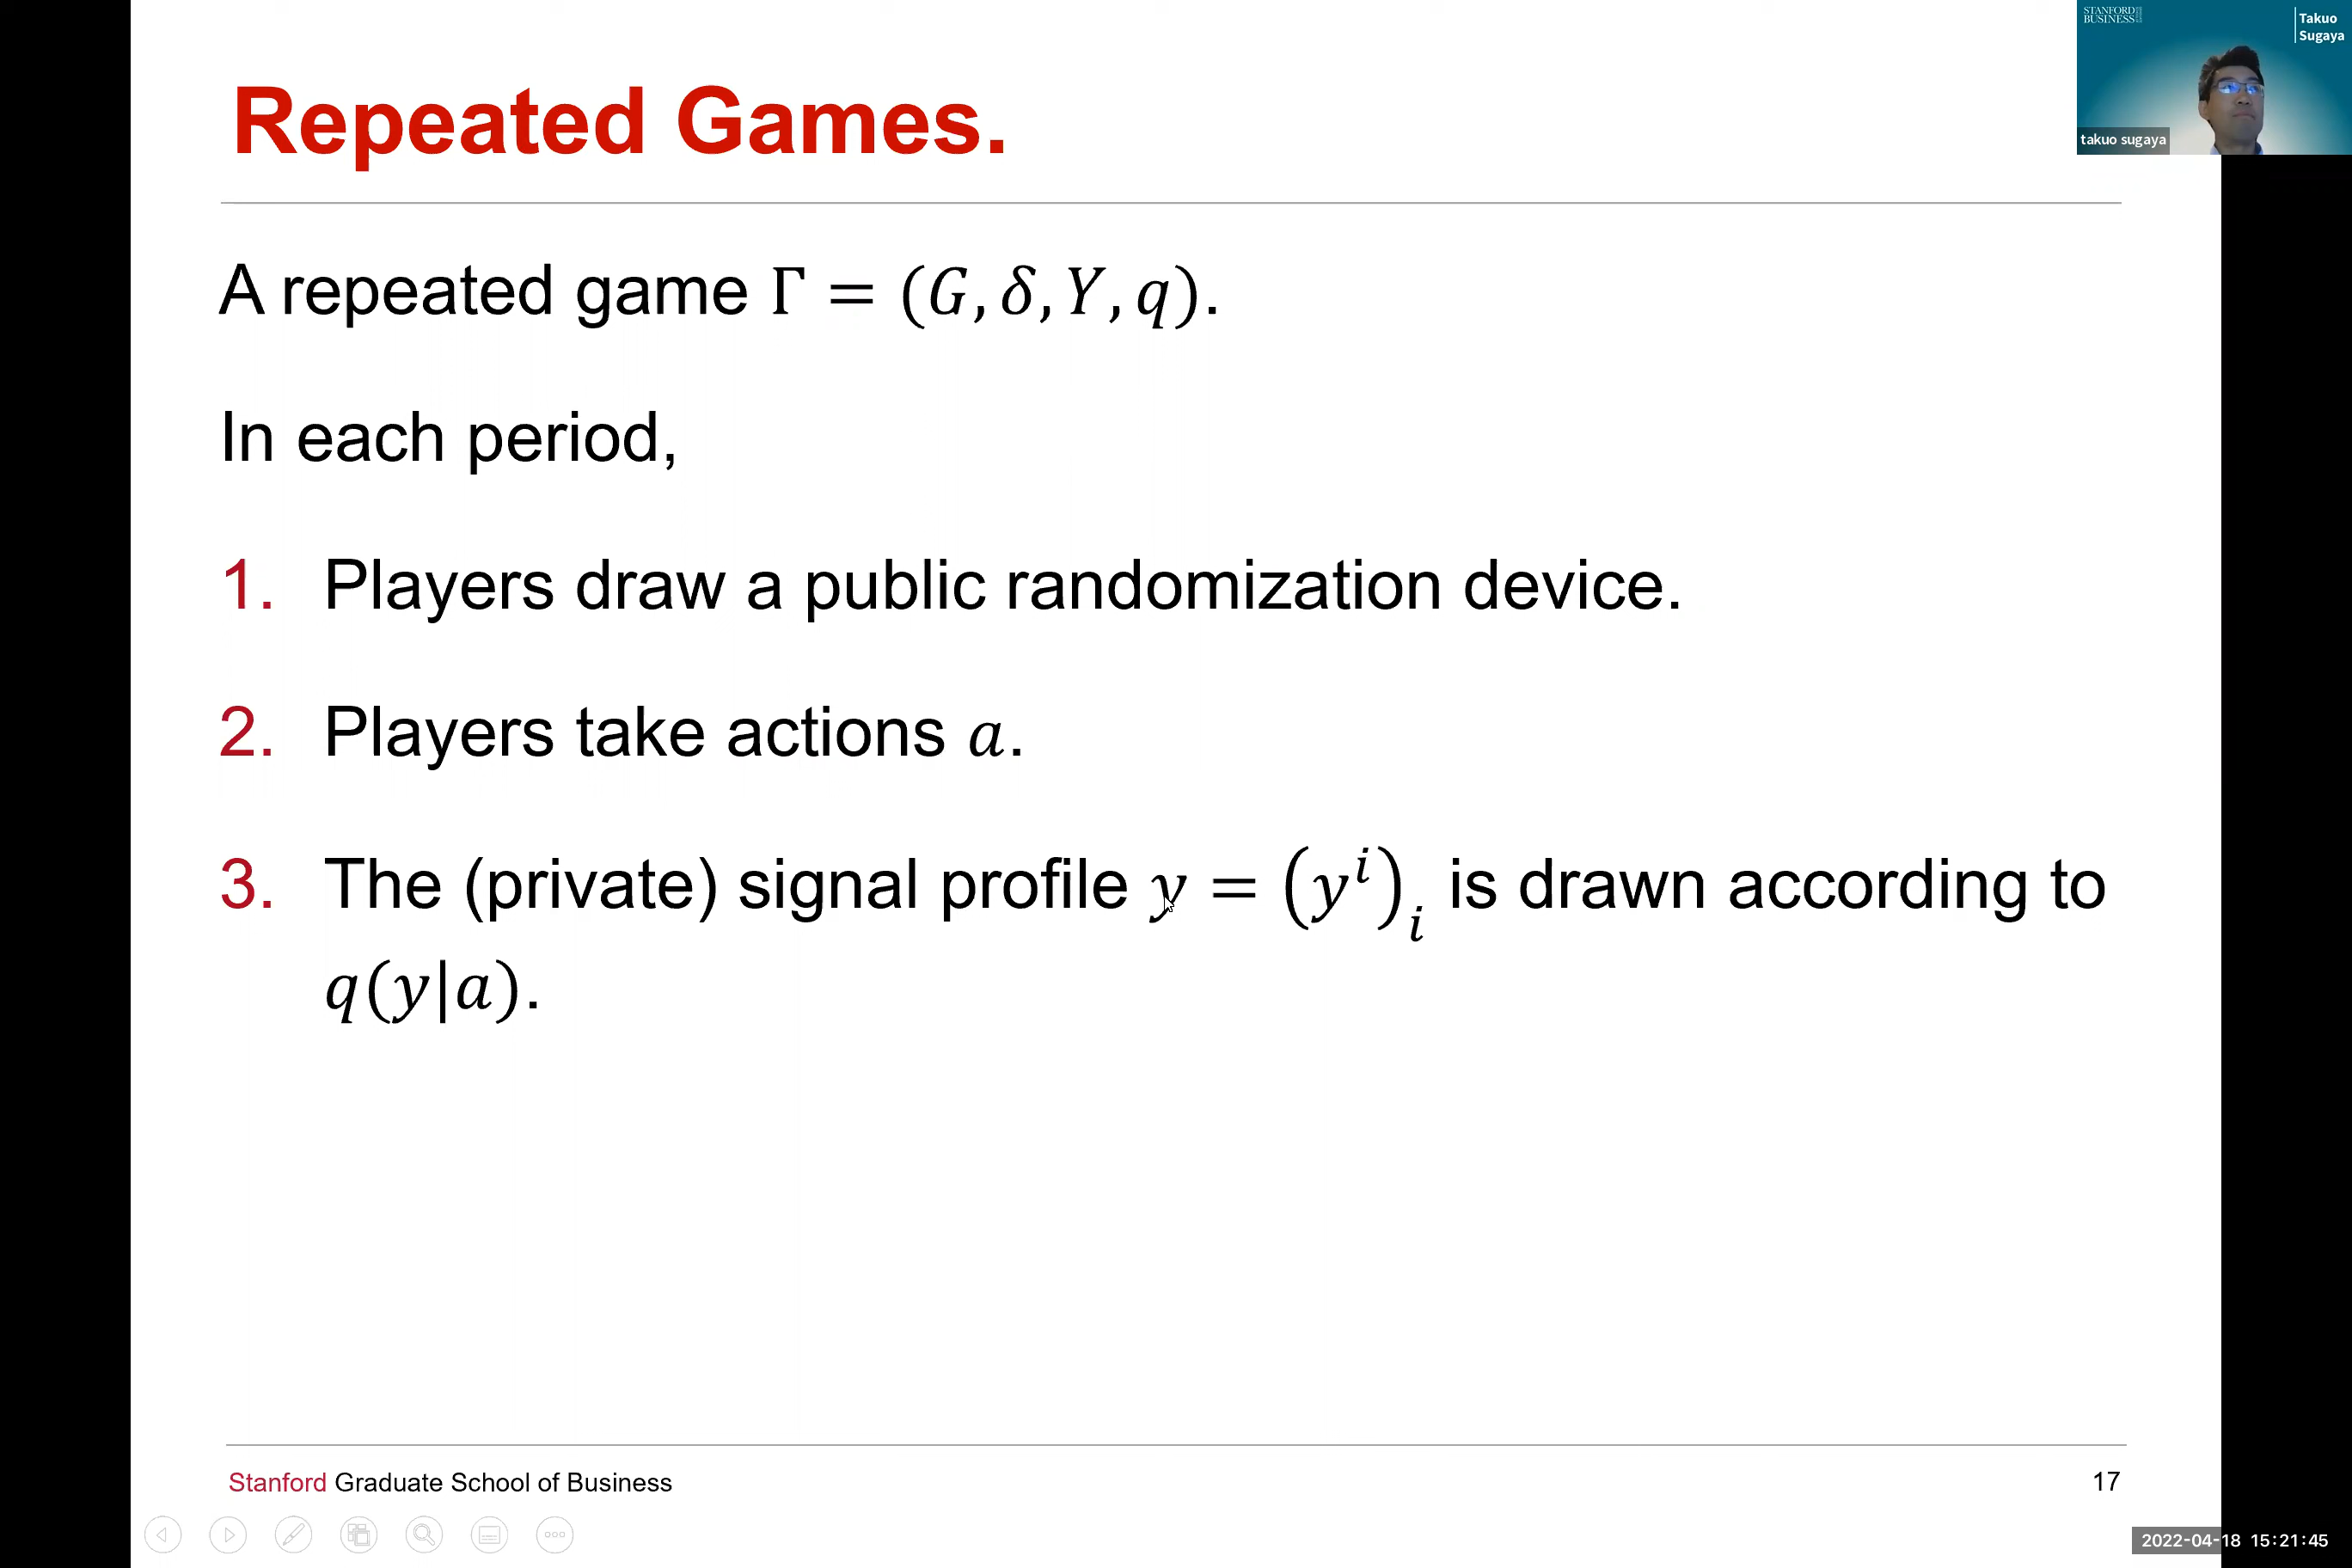 Repeated Games.
STANFORD
BUSINESS
Takuo
Sugaya
takuo sugaya
A repeated game Γ = (G, δ, Y, q).
In each period,
1. Players draw a public randomization device.
2. Players take actions a.
3. The (private) signal profile y = (yⁱ)ᵢ is drawn according to
q(y|a).
Stanford Graduate School of Business
17
2022-04-18 15:21:45